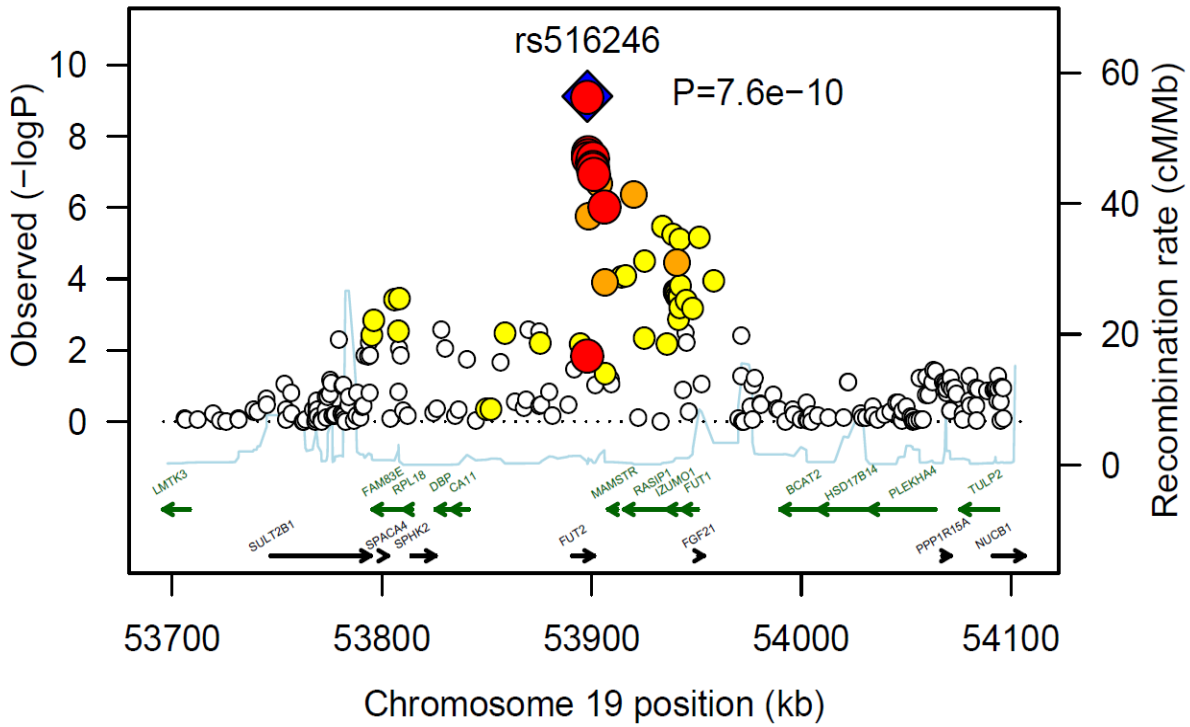 rs516246
P=7.6e−10
Observed (−logP)
10
8
6
4
2
0
Recombination rate (cM/Mb)
60
40
20
0
LMTK3
FAM83E
RPL18
DBP
CA11
MAMSTR
RASIP1
IZUMO1
FUT1
BCAT2
HSD17B14
PLEKHA4
TULP2
SULT2B1
SPACA4
SPHK2
FUT2
FGF21
PPP1R15A
NUCB1
53700 53800 53900 54000 54100
Chromosome 19 position (kb)